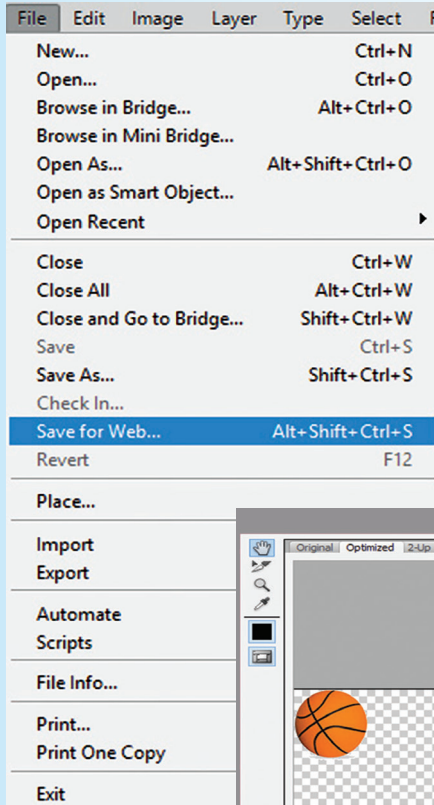 File Edit Image Layer Type Select
New... Ctrl+N
Open... Ctrl+O
Browse in Bridge... Alt+Ctrl+O
Browse in Mini Bridge...
Open As... Alt+Shift+Ctrl+O
Open as Smart Object...
Open Recent
Close Ctrl+W
Close All Alt+Ctrl+W
Close and Go to Bridge... Shift+Ctrl+W
Save Ctrl+S
Save As... Shift+Ctrl+S
Check In...
Save for Web... Alt+Shift+Ctrl+S
Revert F12
Place...
Import
Export
Automate
Scripts
File Info...
Print...
Print One Copy
Exit
Original Optimized 2-Up